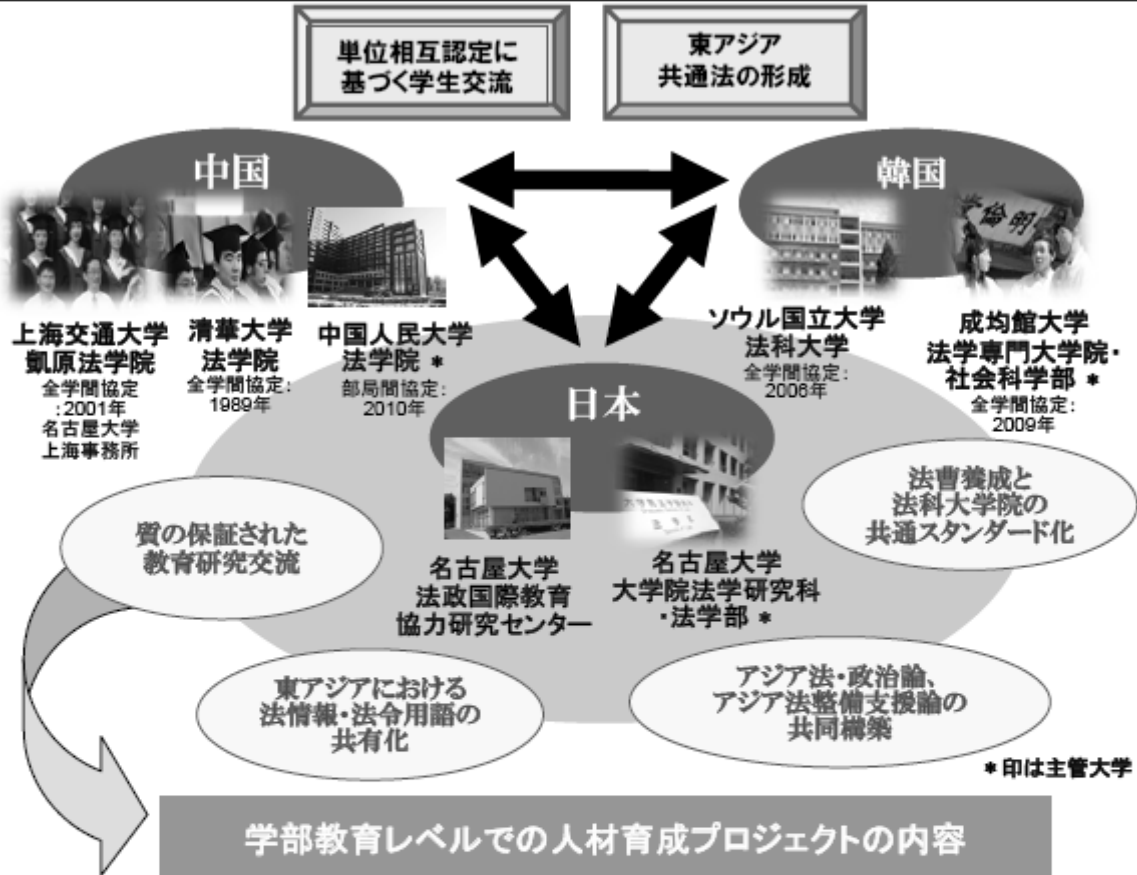 単位相互認定に
基づく学生交流
東アジア
共通法の形成
中国
韓国
上海交通大学
凱原法学院
全学間協定
:2001年
名古屋大学
上海事務所
清華大学
法学院
全学間協定:
1989年
中国人民大学
法学院 *
部局間協定:
2010年
ソウル国立大学
法科大学
全学間協定:
2006年
成均館大学
法学専門大学院・
社会科学部 *
全学間協定:
2009年
日本
名古屋大学
法政国際教育
協力研究センター
名古屋大学
大学院法学研究科
・法学部 *
質の保証された
教育研究交流
法曹養成と
法科大学院の
共通スタンダード化
東アジアにおける
法情報・法令用語の
共有化
アジア法・政治論、
アジア法整備支援論の
共同構築
*印は主管大学
学部教育レベルでの人材育成プロジェクトの内容